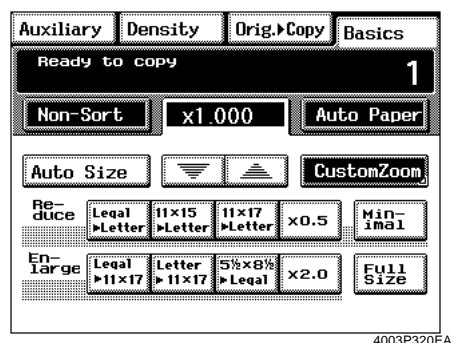 Auxiliary Density Orig.▶Copy Basics
Ready to copy
1
Non-Sort x1.000 Auto Paper
Auto Size CustomZoom
Re-
duce
Legal
▶Letter
11×15
▶Letter
11×17
▶Letter
x0.5
Min-
imal
En-
large
Legal
▶11×17
Letter
▶11×17
5½×8½
▶Legal
x2.0
Full
Size
4003P320EA